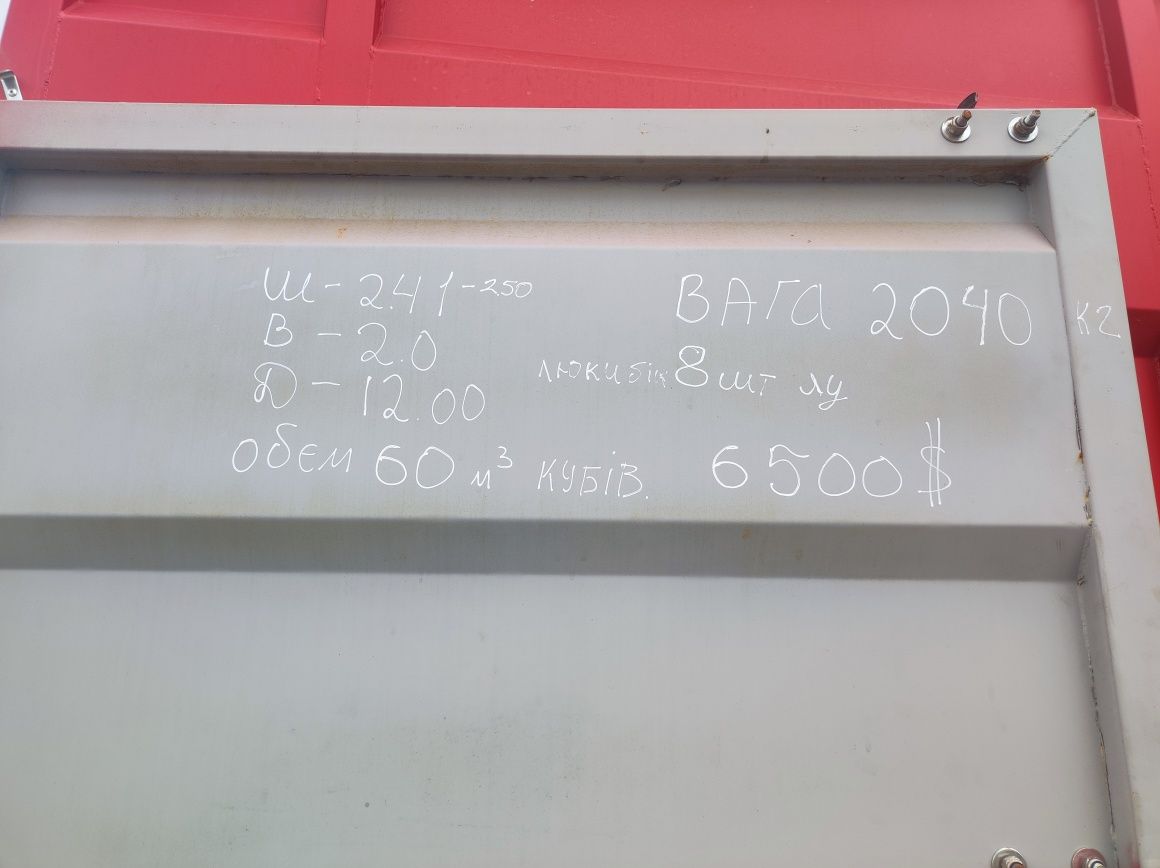 Ш - 2.41 - 250 ВАГА 2040 кг
В - 2.0
Д - 12.00 люки бік 8 шт лу
обєм 60 м³ кубів. 6500$